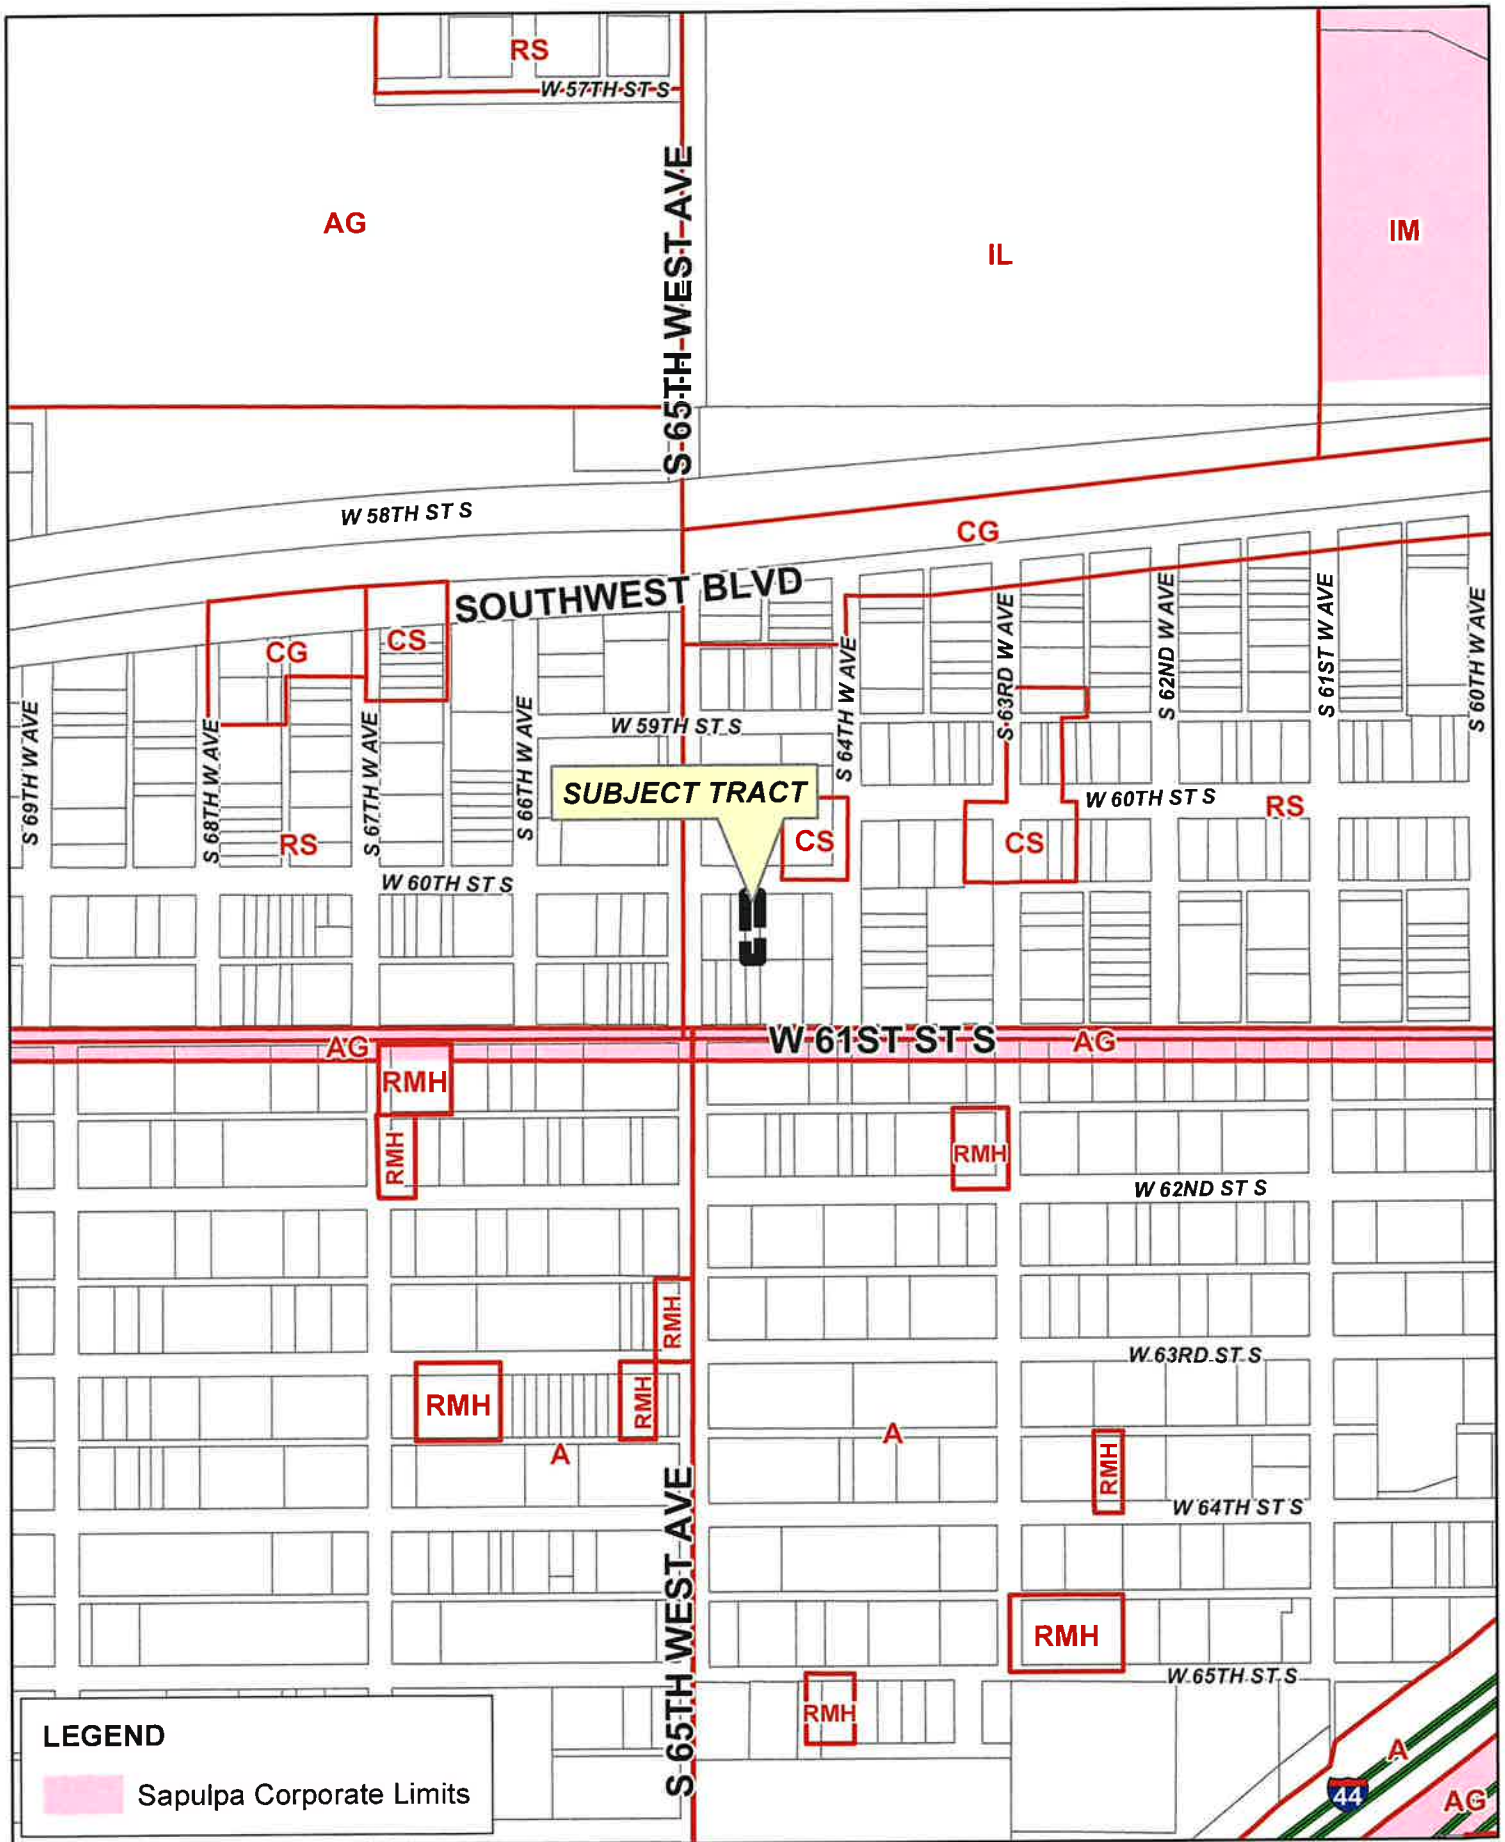 RS
W 57TH ST S
S 65TH WEST AVE
AG
IL
IM
W 58TH ST S
CG
SOUTHWEST BLVD
CG
CS
S 69TH W AVE
S 68TH W AVE
S 67TH W AVE
S 66TH W AVE
W 59TH ST S
S 64TH W AVE
S 63RD W AVE
S 62ND W AVE
S 61ST W AVE
S 60TH W AVE
SUBJECT TRACT
CS
CS
W 60TH ST S
RS
RS
W 60TH ST S
AG
W 61ST ST S
AG
RMH
RMH
RMH
W 62ND ST S
RMH
W 63RD ST S
RMH
RMH
A
A
RMH
W 64TH ST S
S 65TH WEST AVE
RMH
W 65TH ST S
RMH
A
44
AG
LEGEND
Sapulpa Corporate Limits